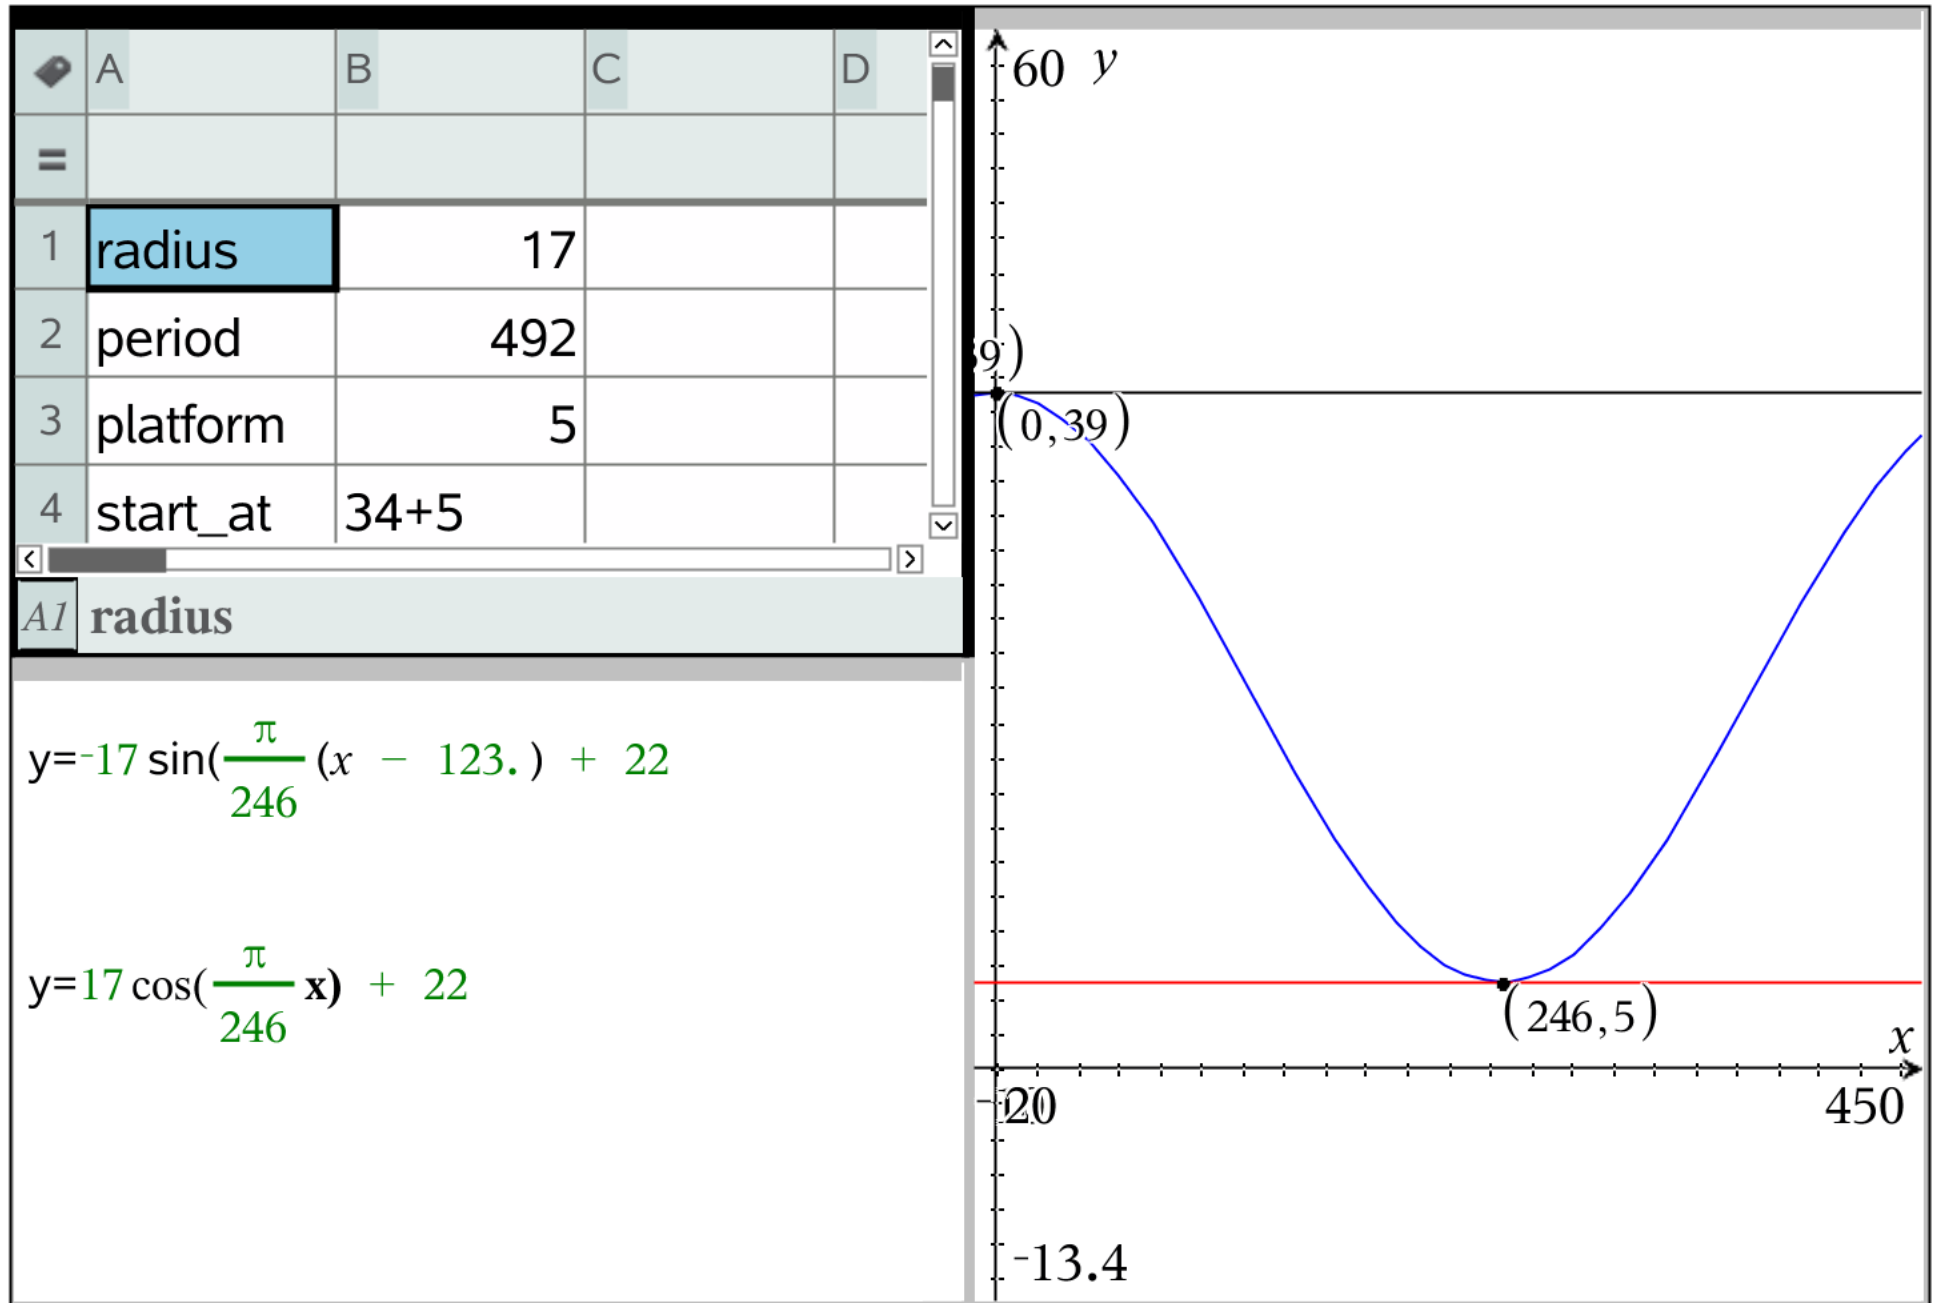 A B C D
=
1 radius 17
2 period 492
3 platform 5
4 start_at 34+5
A1 radius
y=-17 sin(π/246 (x − 123.) + 22
y=17 cos(π/246 x) + 22
60 y
9)
(0,39)
(246,5)
x
20
450
-13.4